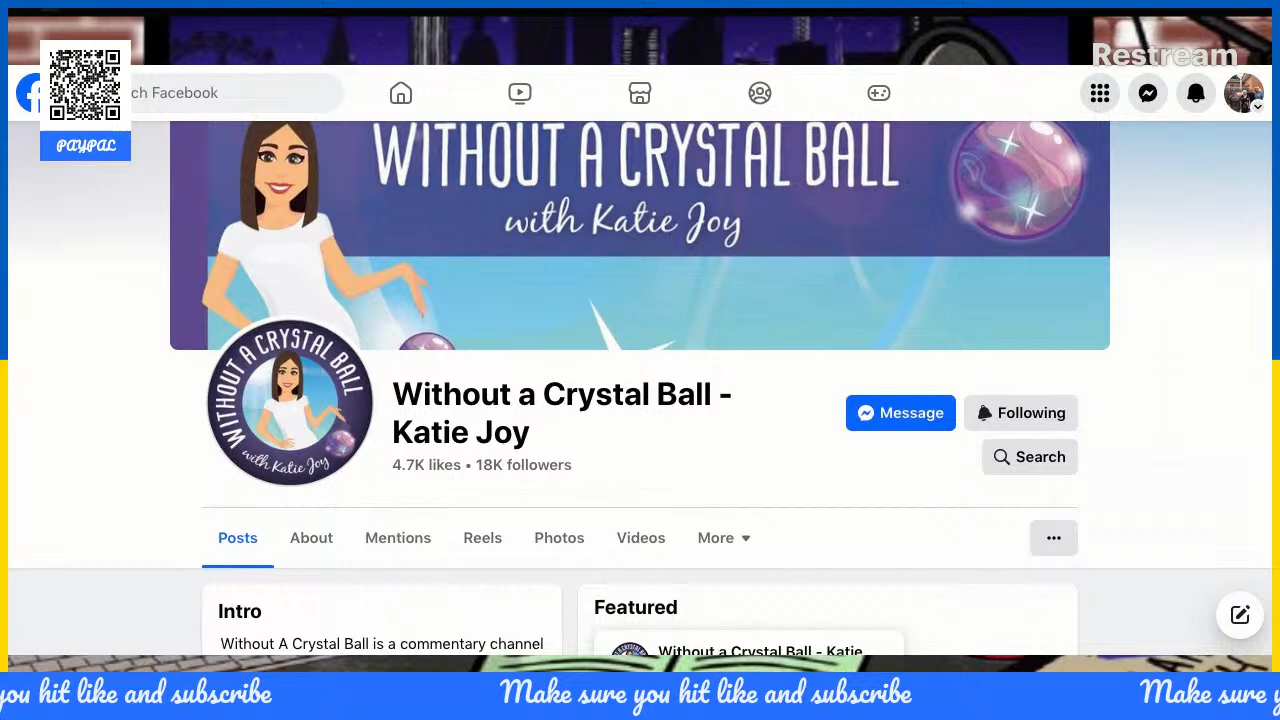 Restream
ch Facebook
PAYPAL
WITHOUT A CRYSTAL BALL
with Katie Joy
WITHOUT A CRYSTAL BALL
with Katie Joy
Without a Crystal Ball -
Katie Joy
4.7K likes • 18K followers
Message
Following
Search
Posts
About
Mentions
Reels
Photos
Videos
More
Intro
Without A Crystal Ball is a commentary channel
Featured
Without a Crystal Ball - Katie
you hit like and subscribe
Make sure you hit like and subscribe
Make sure y